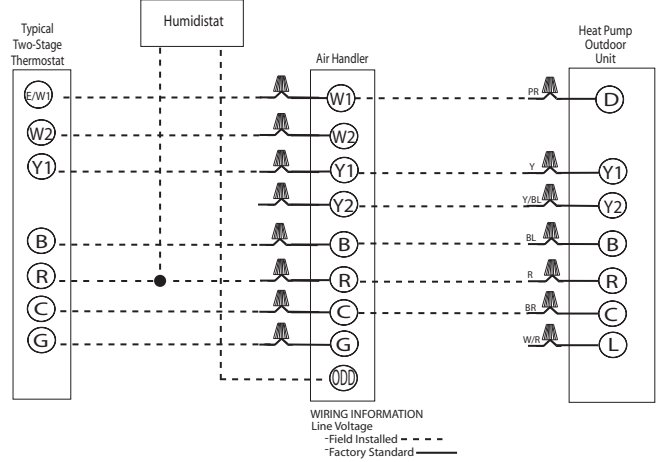 Humidistat
Typical
Two-Stage
Thermostat
Air Handler
Heat Pump
Outdoor
Unit
E/W1
W1
PR
D
W2
W2
Y1
Y1
Y
Y1
Y2
Y/BL
Y2
B
B
BL
B
R
R
R
R
C
C
BR
C
G
G
W/R
L
ODD
WIRING INFORMATION
Line Voltage
-Field Installed
-Factory Standard